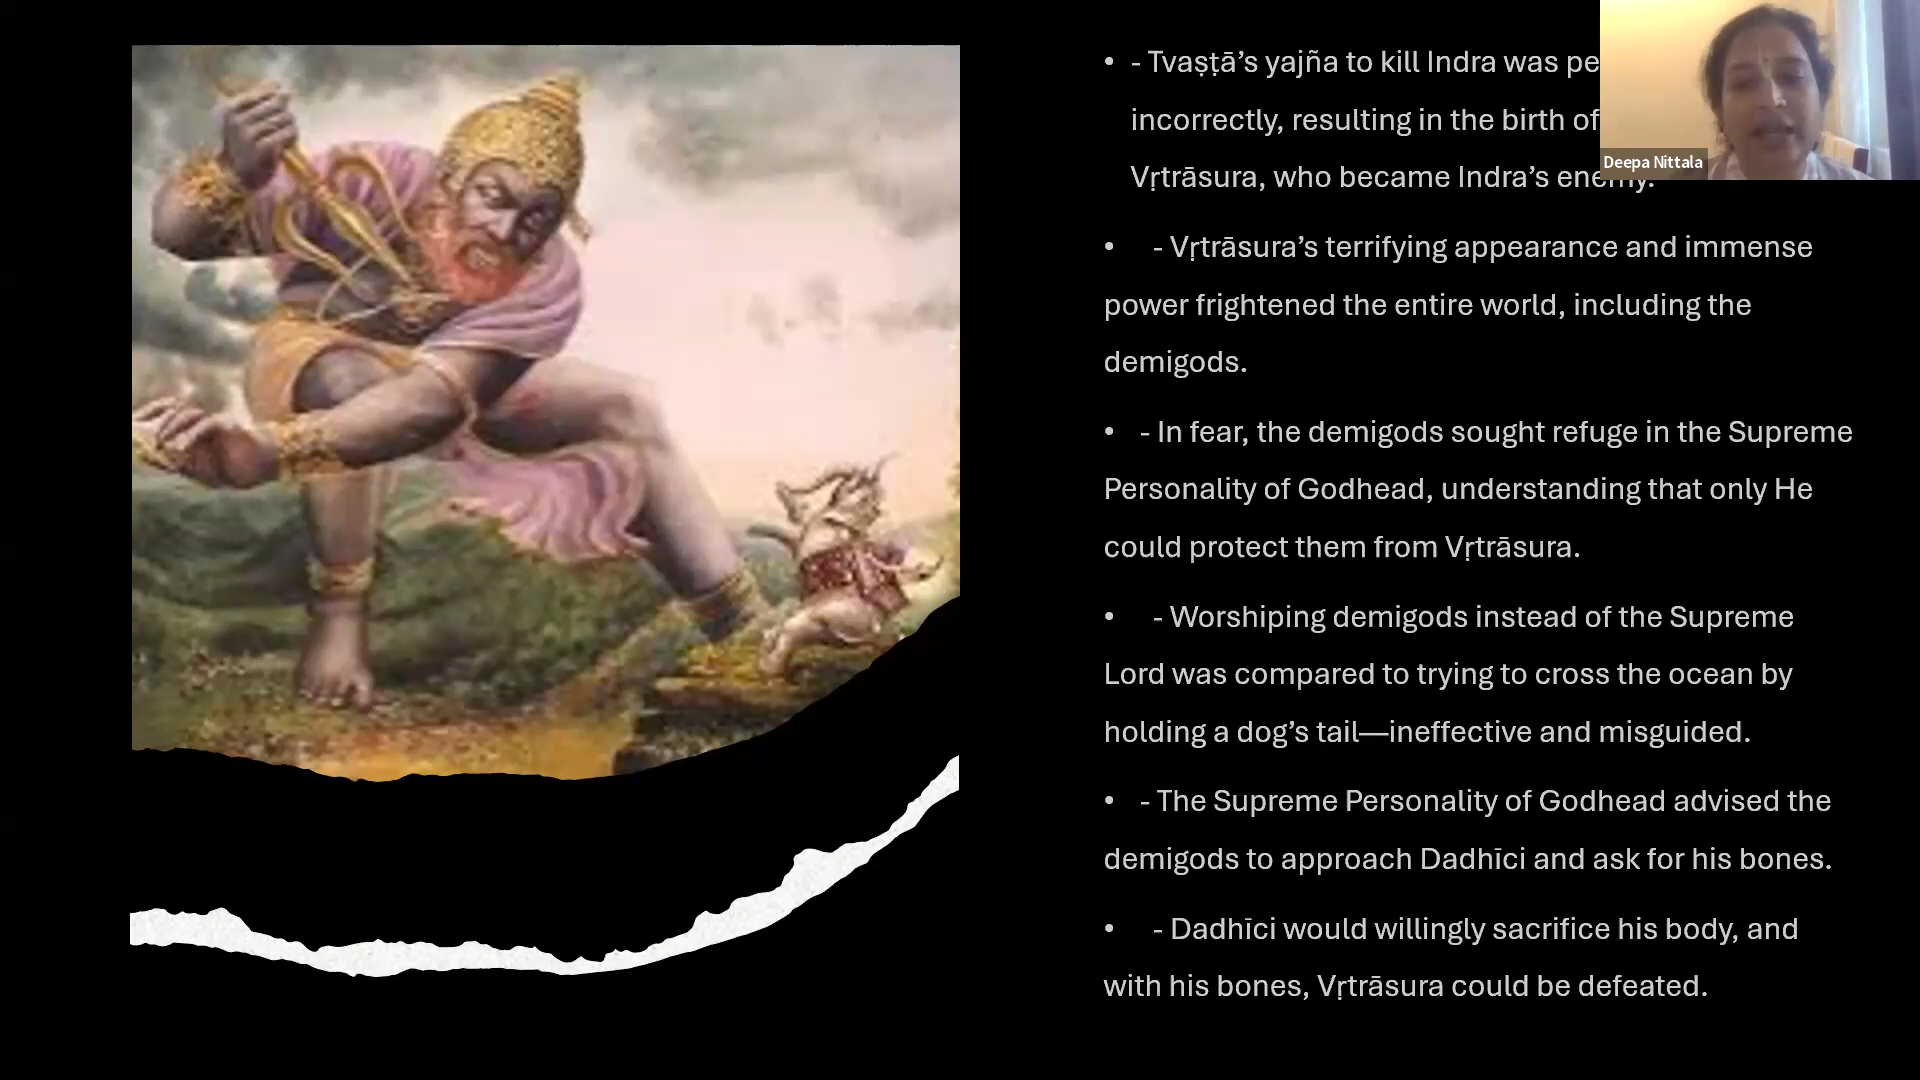 • - Tvaṣṭā’s yajña to kill Indra was
incorrectly, resulting in the birth of
Vṛtrāsura, who became Indra’s enemy.
• - Vṛtrāsura’s terrifying appearance and immense
power frightened the entire world, including the
demigods.
• - In fear, the demigods sought refuge in the Supreme
Personality of Godhead, understanding that only He
could protect them from Vṛtrāsura.
• - Worshiping demigods instead of the Supreme
Lord was compared to trying to cross the ocean by
holding a dog’s tail—ineffective and misguided.
• - The Supreme Personality of Godhead advised the
demigods to approach Dadhīci and ask for his bones.
• - Dadhīci would willingly sacrifice his body, and
with his bones, Vṛtrāsura could be defeated.
Deepa Nittala